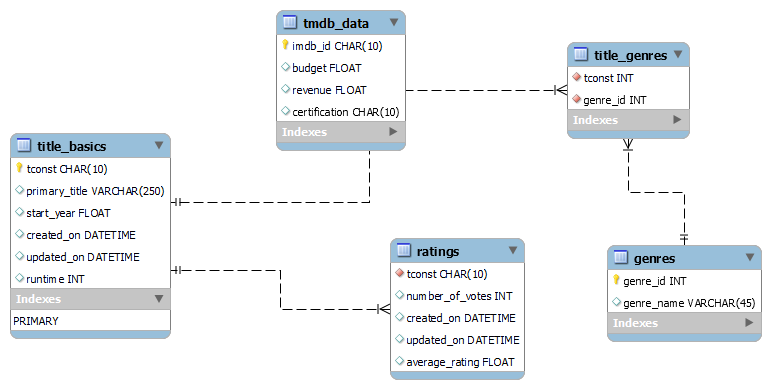 tmdb_data
imdb_id CHAR(10)
budget FLOAT
revenue FLOAT
certification CHAR(10)
Indexes
title_genres
tconst INT
genre_id INT
Indexes
title_basics
tconst CHAR(10)
primary_title VARCHAR(250)
start_year FLOAT
created_on DATETIME
updated_on DATETIME
runtime INT
Indexes
PRIMARY
ratings
tconst CHAR(10)
number_of_votes INT
created_on DATETIME
updated_on DATETIME
average_rating FLOAT
genres
genre_id INT
genre_name VARCHAR(45)
Indexes